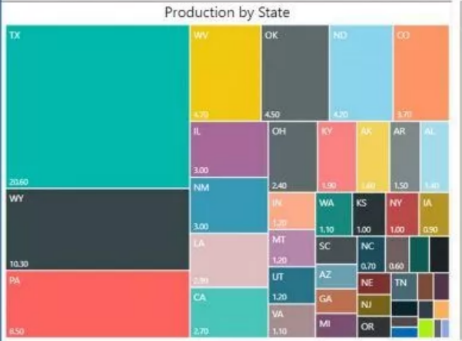 Production by State
TX
20.60
WY
10.30
PA
8.50
WV
4.70
OK
4.50
ND
4.20
CO
3.70
IL
3.00
NM
3.00
LA
2.90
CA
2.70
OH
2.40
KY
AK
AR
1.50
AL
IN
1.20
MT
1.20
UT
1.20
VA
1.10
WA
1.10
KS
1.00
NY
1.00
IA
0.90
SC
NC
0.70
0.60
AZ
GA
MI
NE
NJ
OR
TN